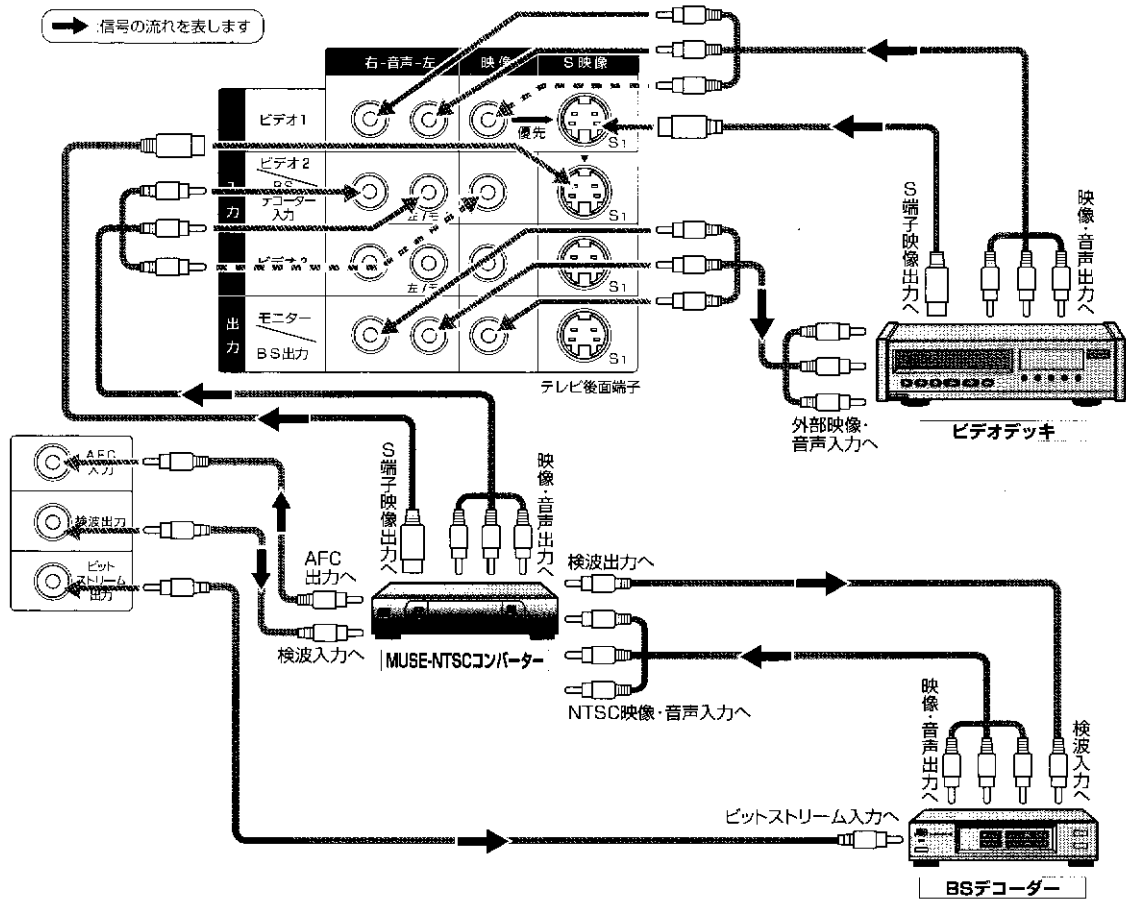 ➡ :信号の流れを表します
右-音声-左
映像
S映像
ビデオ1
優先
S1
ビデオ2
BS
デコーター
入力
左/モ
S1
力
ビデオ3
左/モ
S1
出力
モニター
BS出力
S1
テレビ後面端子
S端子映像出力へ
映像・音声出力へ
外部映像・
音声入力へ
ビデオデッキ
AFC
入力
検波出力
ビット
ストリーム
出力
S端子映像出力へ
映像・音声出力へ
AFC
出力へ
検波入力へ
MUSE-NTSCコンバーター
検波出力へ
NTSC映像・音声入力へ
映像・音声出力へ
検波入力へ
ビットストリーム入力へ
BSデコーダー